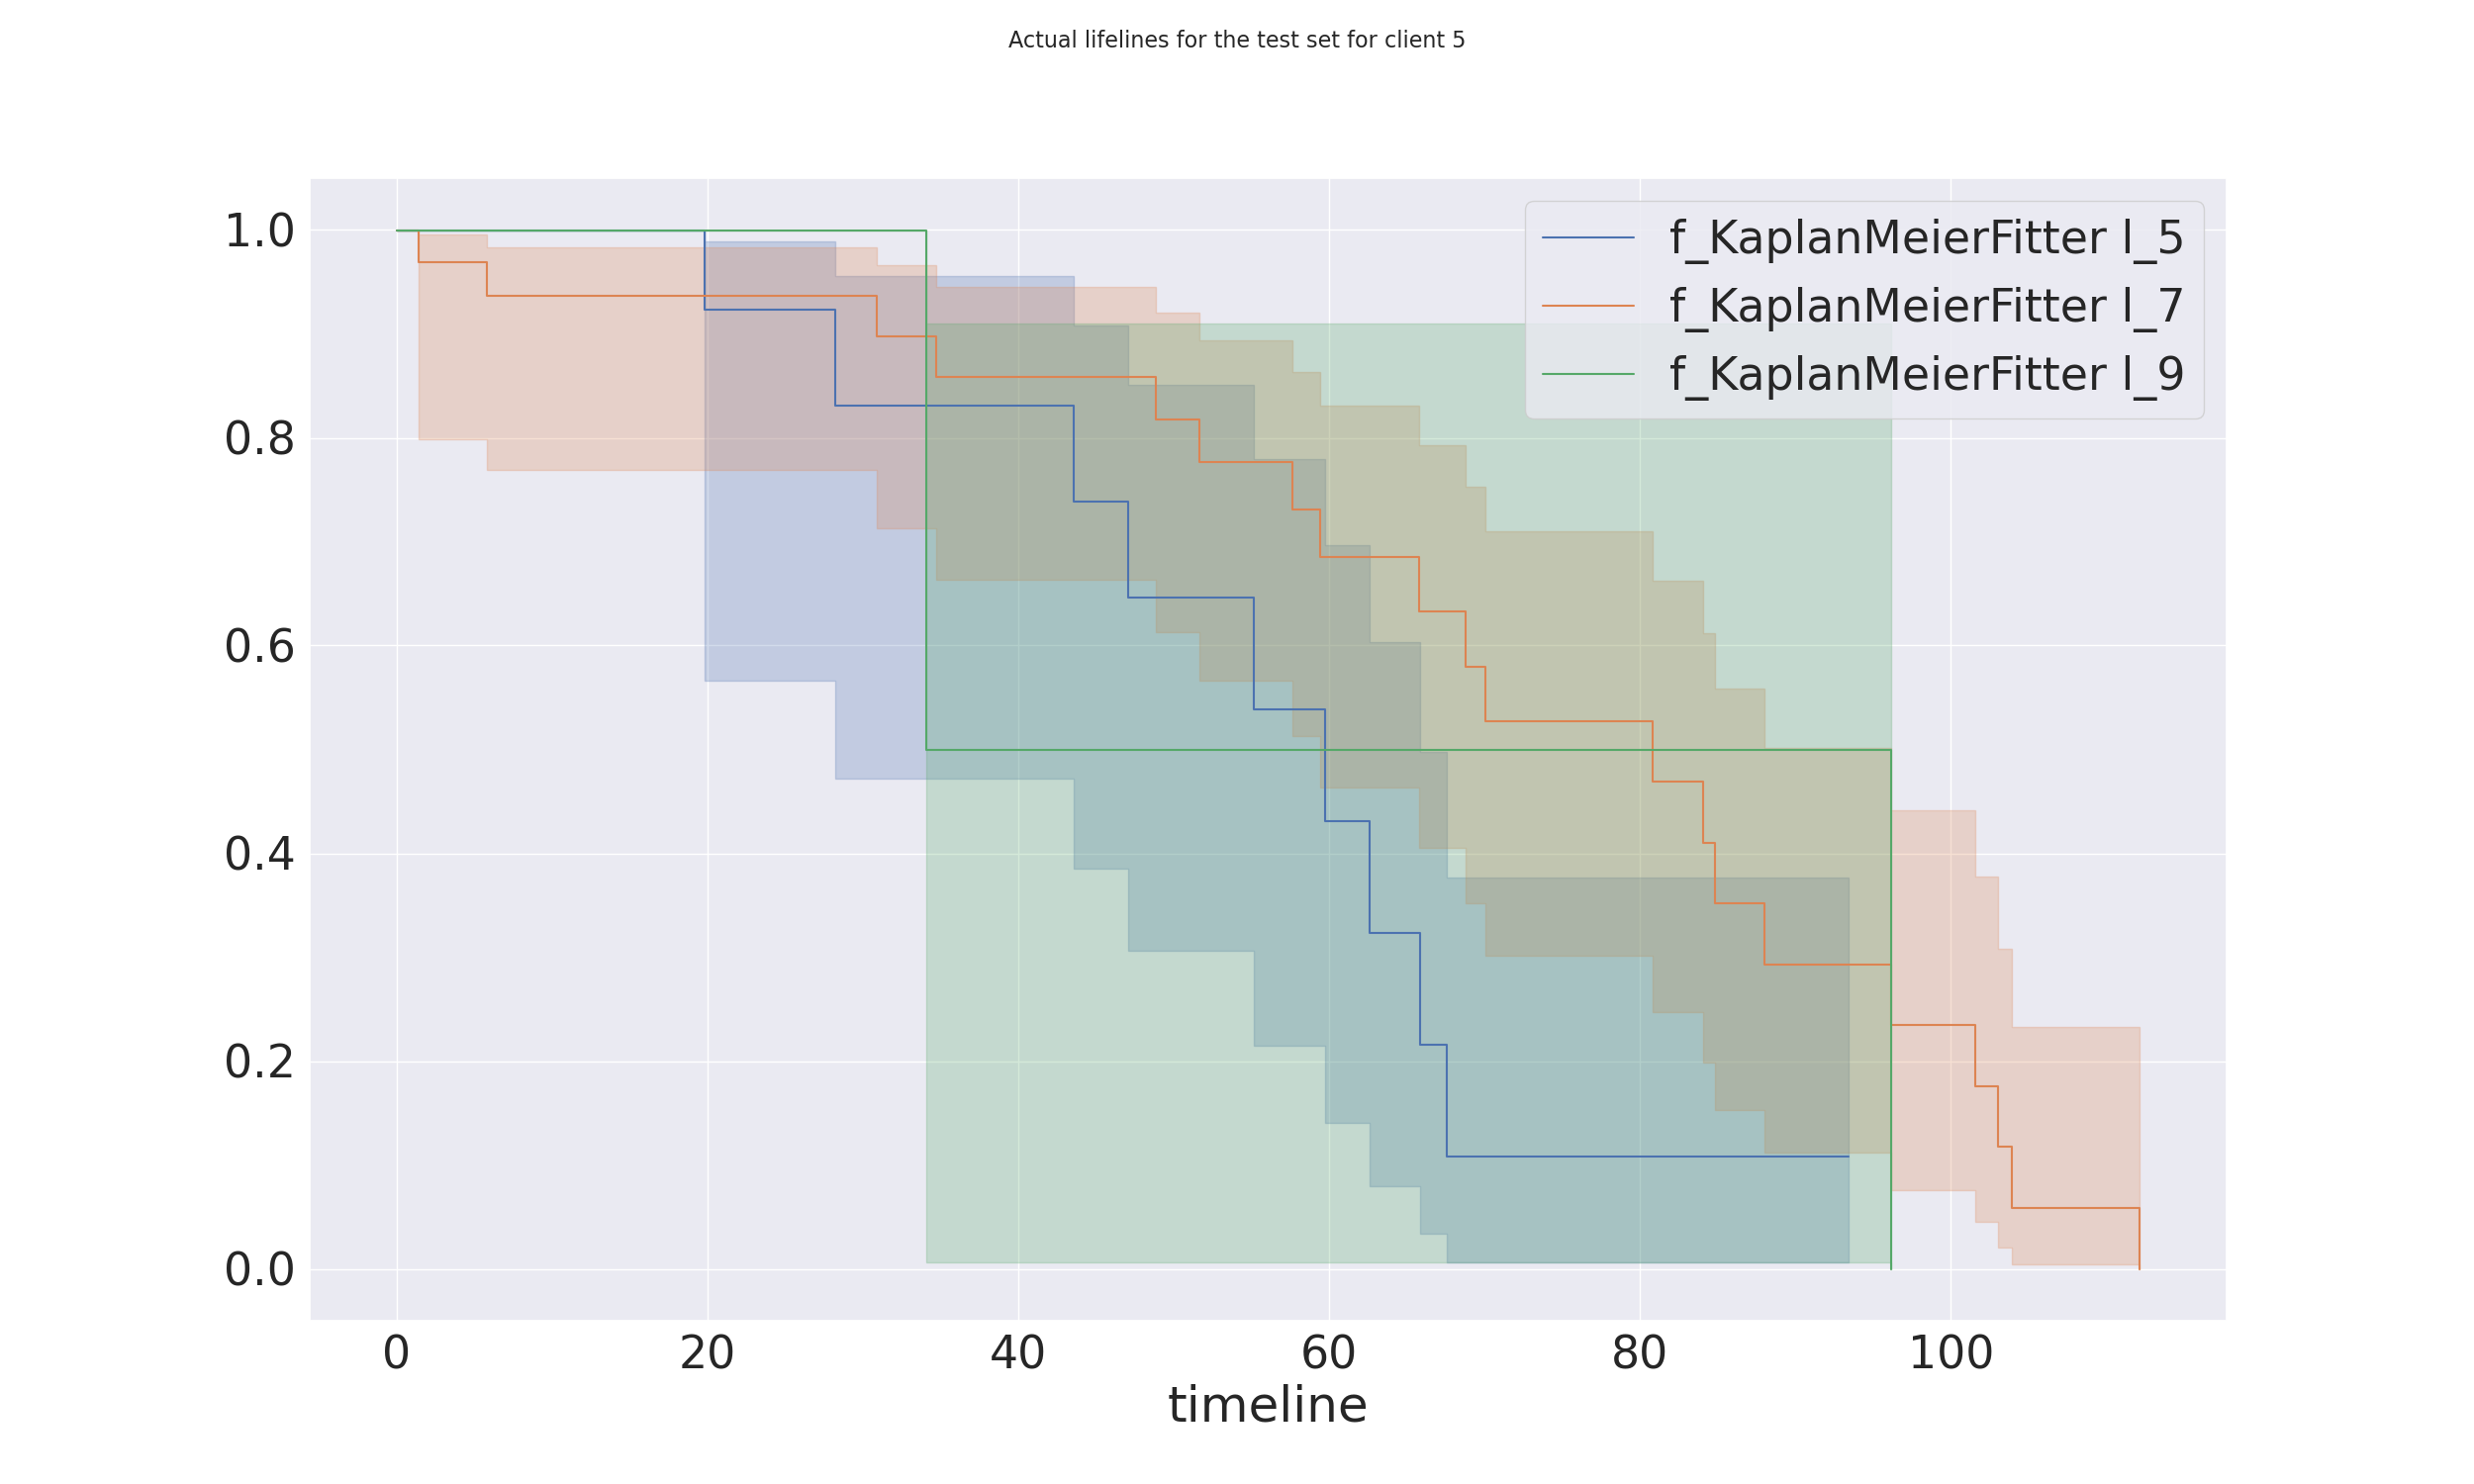 Actual lifelines for the test set for client 5
f_KaplanMeierFitter l_5
f_KaplanMeierFitter l_7
f_KaplanMeierFitter l_9
1.0
0.8
0.6
0.4
0.2
0.0
0 20 40 60 80 100
timeline